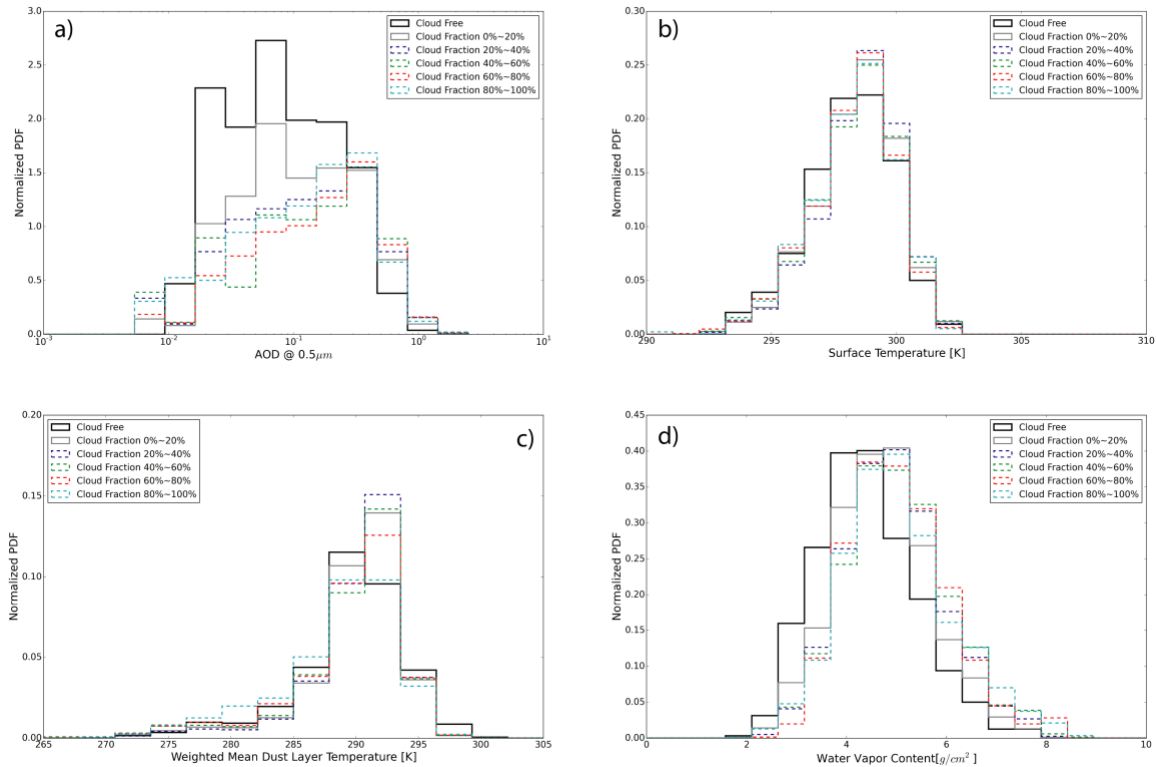 a)
3.0
2.5
2.0
1.5
1.0
0.5
0.0
Normalized PDF
Cloud Free
Cloud Fraction 0%~20%
Cloud Fraction 20%~40%
Cloud Fraction 40%~60%
Cloud Fraction 60%~80%
Cloud Fraction 80%~100%
10⁻³ 10⁻² 10⁻¹ 10⁰ 10¹
AOD @ 0.5μm
b)
0.30
0.25
0.20
0.15
0.10
0.05
0.00
Normalized PDF
Cloud Free
Cloud Fraction 0%~20%
Cloud Fraction 20%~40%
Cloud Fraction 40%~60%
Cloud Fraction 60%~80%
Cloud Fraction 80%~100%
290 295 300 305 310
Surface Temperature [K]
c)
0.20
0.15
0.10
0.05
0.00
Normalized PDF
Cloud Free
Cloud Fraction 0%~20%
Cloud Fraction 20%~40%
Cloud Fraction 40%~60%
Cloud Fraction 60%~80%
Cloud Fraction 80%~100%
265 270 275 280 285 290 295 300 305
Weighted Mean Dust Layer Temperature [K]
d)
0.45
0.40
0.35
0.30
0.25
0.20
0.15
0.10
0.05
0.00
Normalized PDF
Cloud Free
Cloud Fraction 0%~20%
Cloud Fraction 20%~40%
Cloud Fraction 40%~60%
Cloud Fraction 60%~80%
Cloud Fraction 80%~100%
0 2 4 6 8 10
Water Vapor Content[g/cm²]